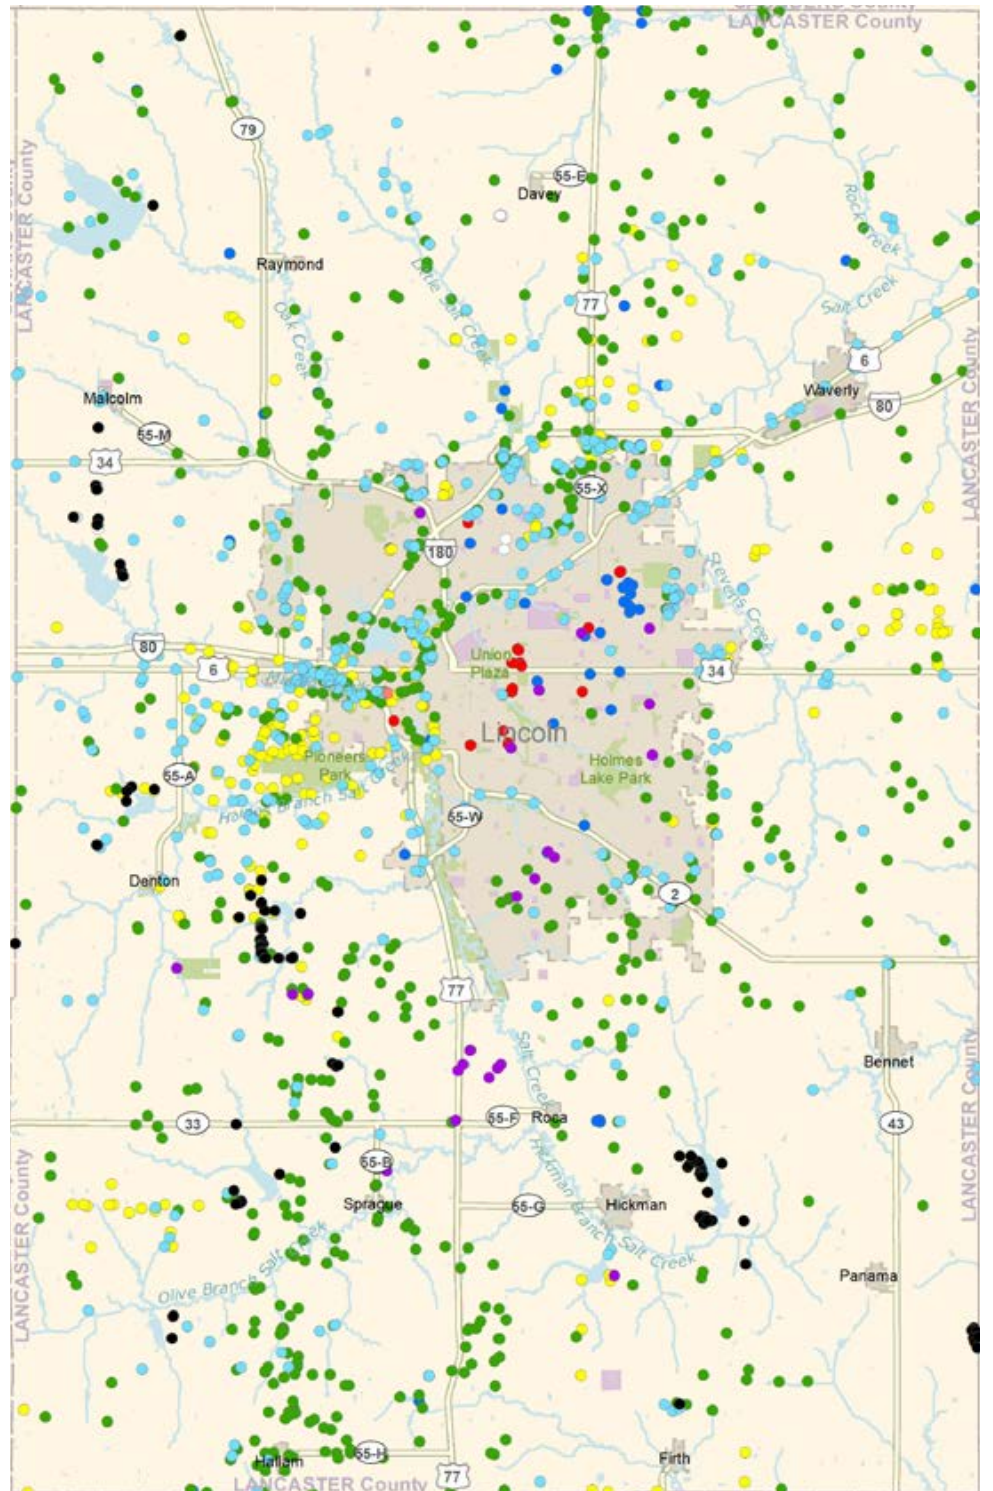 LANCASTER County
79
LANCASTER County
55-E
Davey
Rock Creek
Raymond
Little Salt Creek
Oak Creek
77
Salt Creek
6
Waverly
80
Malcolm
55-M
34
LANCASTER County
55-X
180
Stevens Creek
80
6
Union
Plaza
34
Lincoln
Pioneers
Park
Holmes
Lake Park
55-A
Holmes Branch Salt Creek
55-W
Denton
2
77
Salt Creek
Bennet
LANCASTER County
33
55-F
Roca
43
55-B
Hickman Branch Salt Creek
LANCASTER County
Sprague
55-G
Hickman
Olive Branch Salt Creek
Panama
55-H
Hallam
Firth
77
LANCASTER County